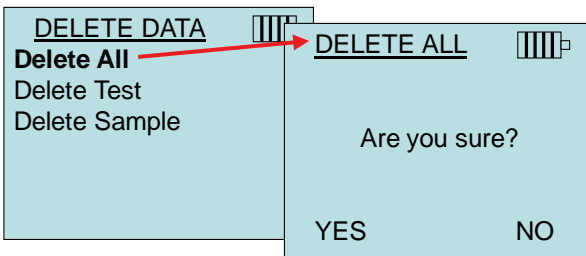 DELETE DATA
Delete All
Delete Test
Delete Sample
DELETE ALL
Are you sure?
YES NO